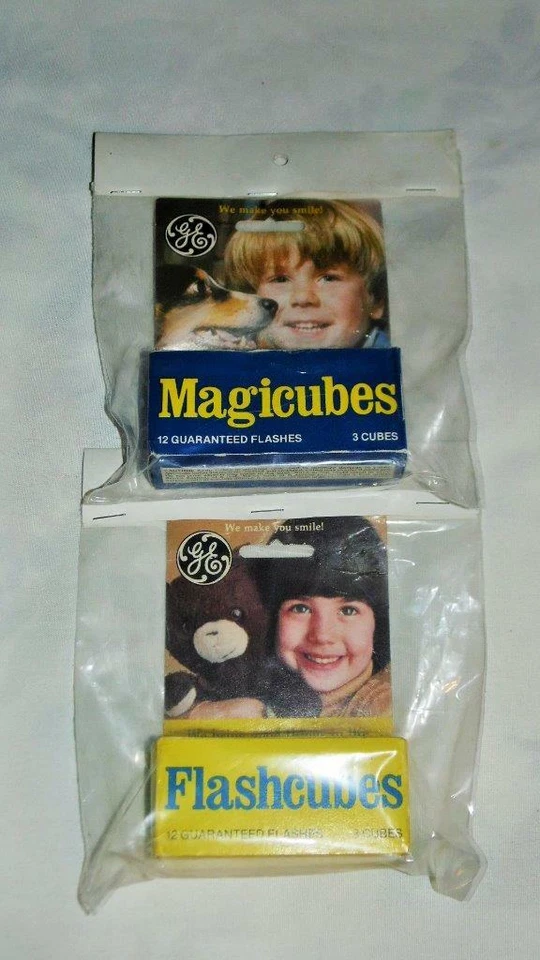 We make you smile!
GE
Magicubes
12 GUARANTEED FLASHES 3 CUBES
We make you smile!
GE
Flashcubes
12 GUARANTEED FLASHES 3 CUBES